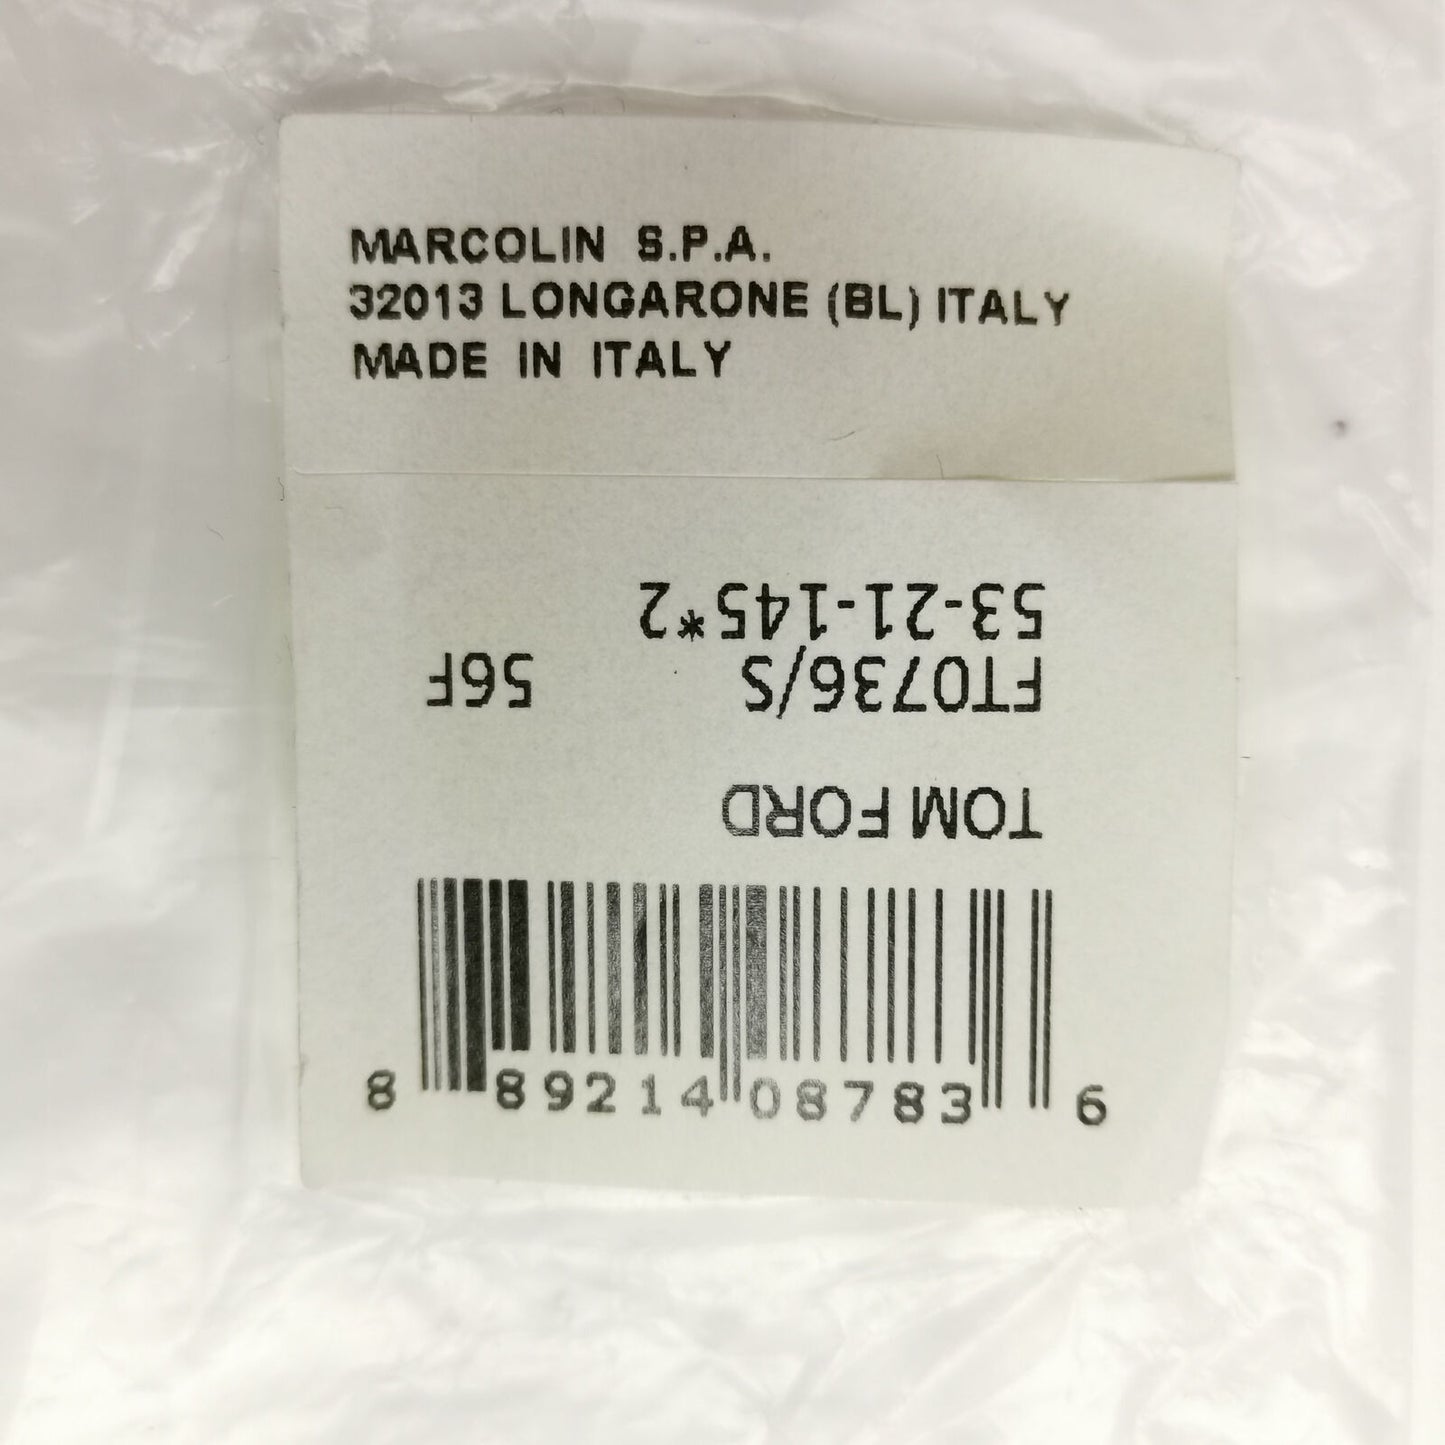 MARCOLIN S.P.A.
32013 LONGARONE (BL) ITALY
MADE IN ITALY
TOM FORD
FT0736/S 56F
53-21-145*2
8 89214 08783 6